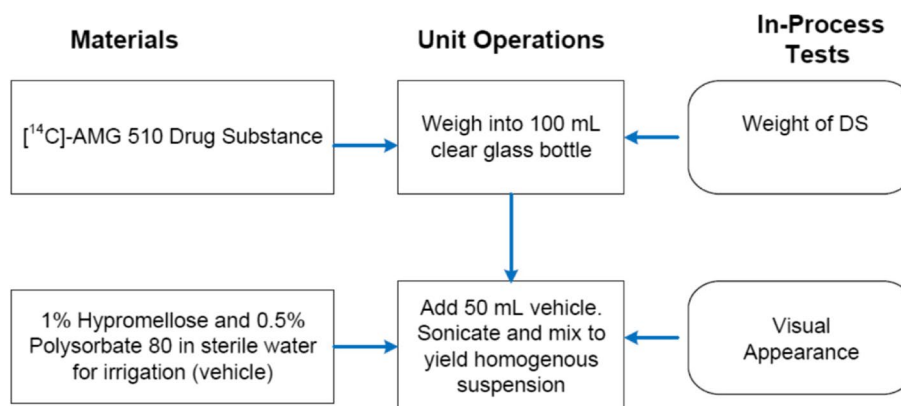 Materials
Unit Operations
In-Process
Tests
[¹⁴C]-AMG 510 Drug Substance
Weigh into 100 mL
clear glass bottle
Weight of DS
1% Hypromellose and 0.5%
Polysorbate 80 in sterile water
for irrigation (vehicle)
Add 50 mL vehicle.
Sonicate and mix to
yield homogenous
suspension
Visual
Appearance